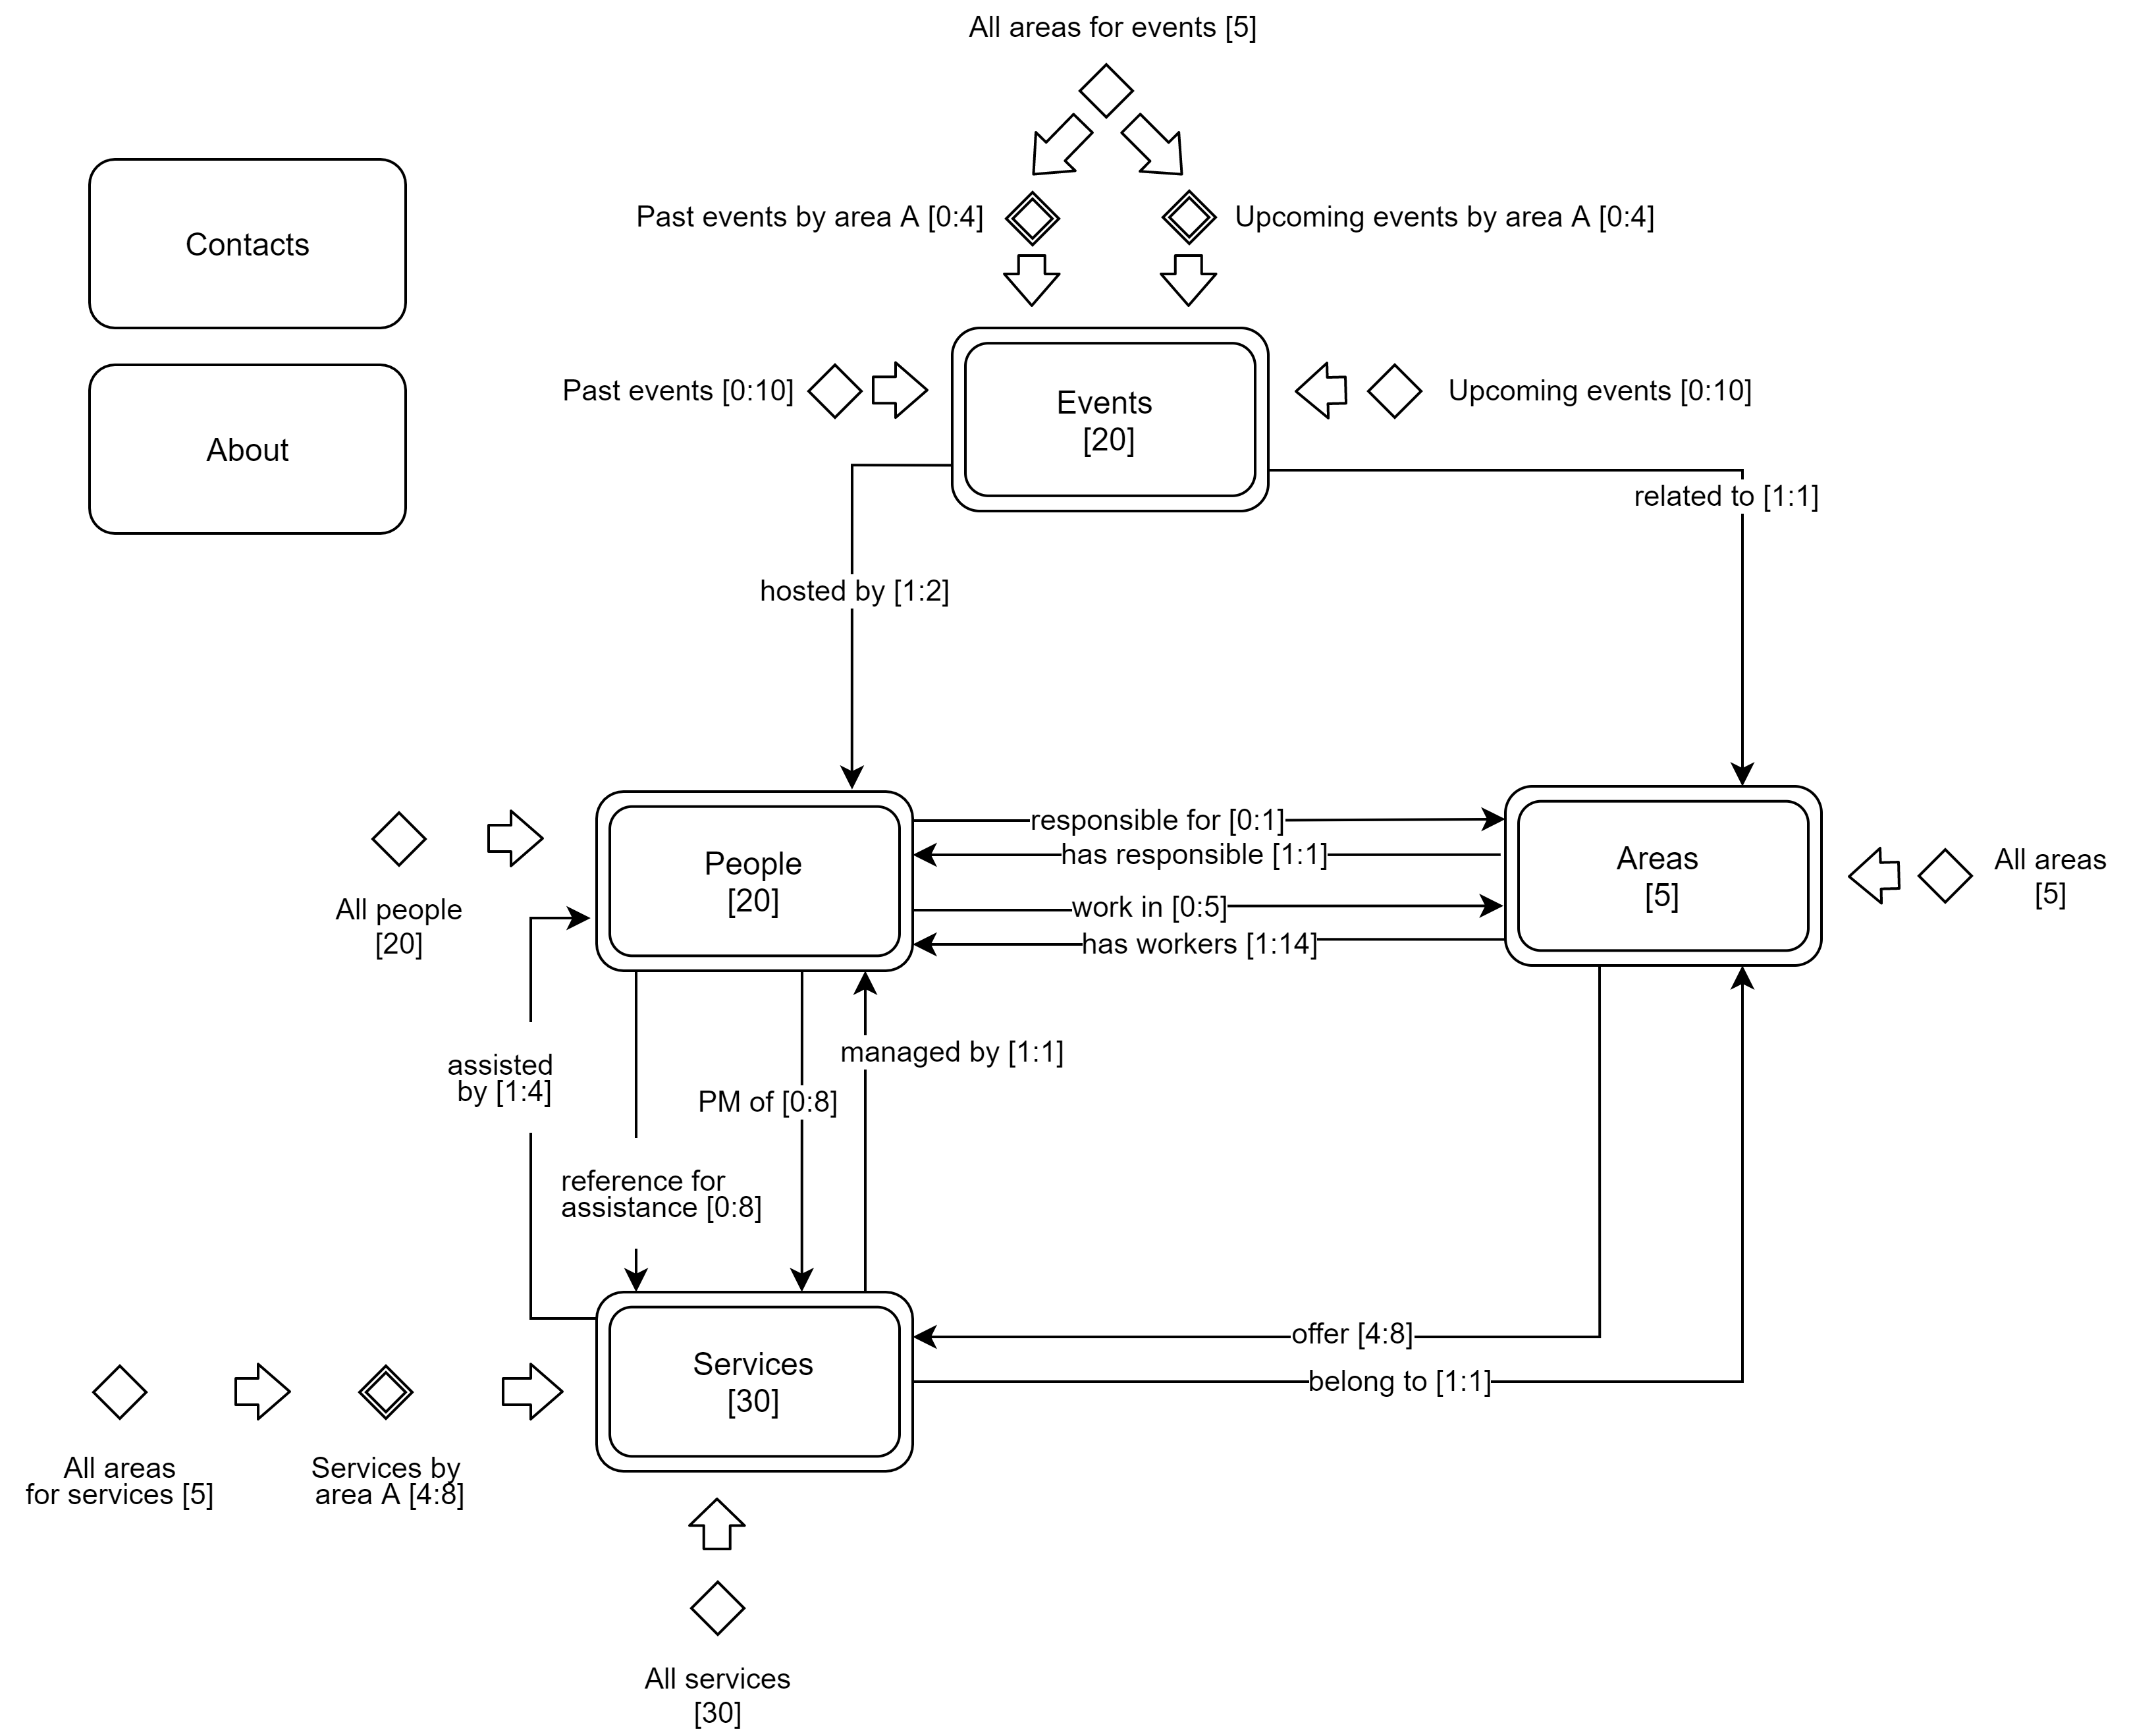 All areas for events [5]
Contacts
Past events by area A [0:4]
Upcoming events by area A [0:4]
About
Past events [0:10]
Events
[20]
Upcoming events [0:10]
related to [1:1]
hosted by [1:2]
All people
[20]
People
[20]
responsible for [0:1]
has responsible [1:1]
work in [0:5]
has workers [1:14]
Areas
[5]
All areas
[5]
assisted
by [1:4]
managed by [1:1]
PM of [0:8]
reference for
assistance [0:8]
offer [4:8]
belong to [1:1]
Services
[30]
All areas
for services [5]
Services by
area A [4:8]
All services
[30]